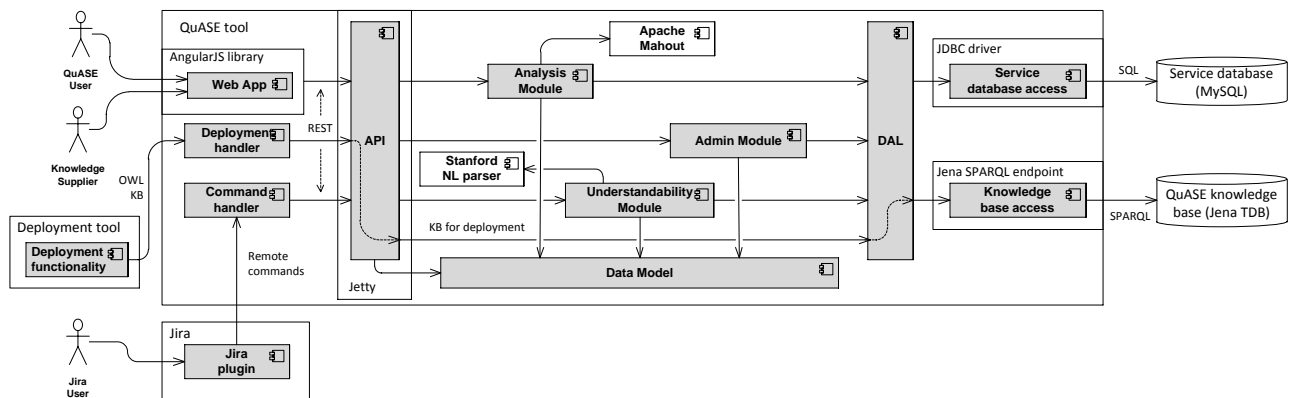 QuASE tool
AngularJS library
Web App
QuASE
User
Knowledge
Supplier
Deployment
handler
Command
handler
OWL
KB
Deployment tool
Deployment
functionality
Remote
commands
REST
API
Jetty
Analysis
Module
Apache
Mahout
Admin Module
Stanford
NL parser
Understandability
Module
KB for deployment
Data Model
DAL
JDBC driver
Service
database access
SQL
Service database
(MySQL)
Jena SPARQL endpoint
Knowledge
base access
SPARQL
QuASE knowledge
base (Jena TDB)
Jira
Jira
plugin
Jira
User